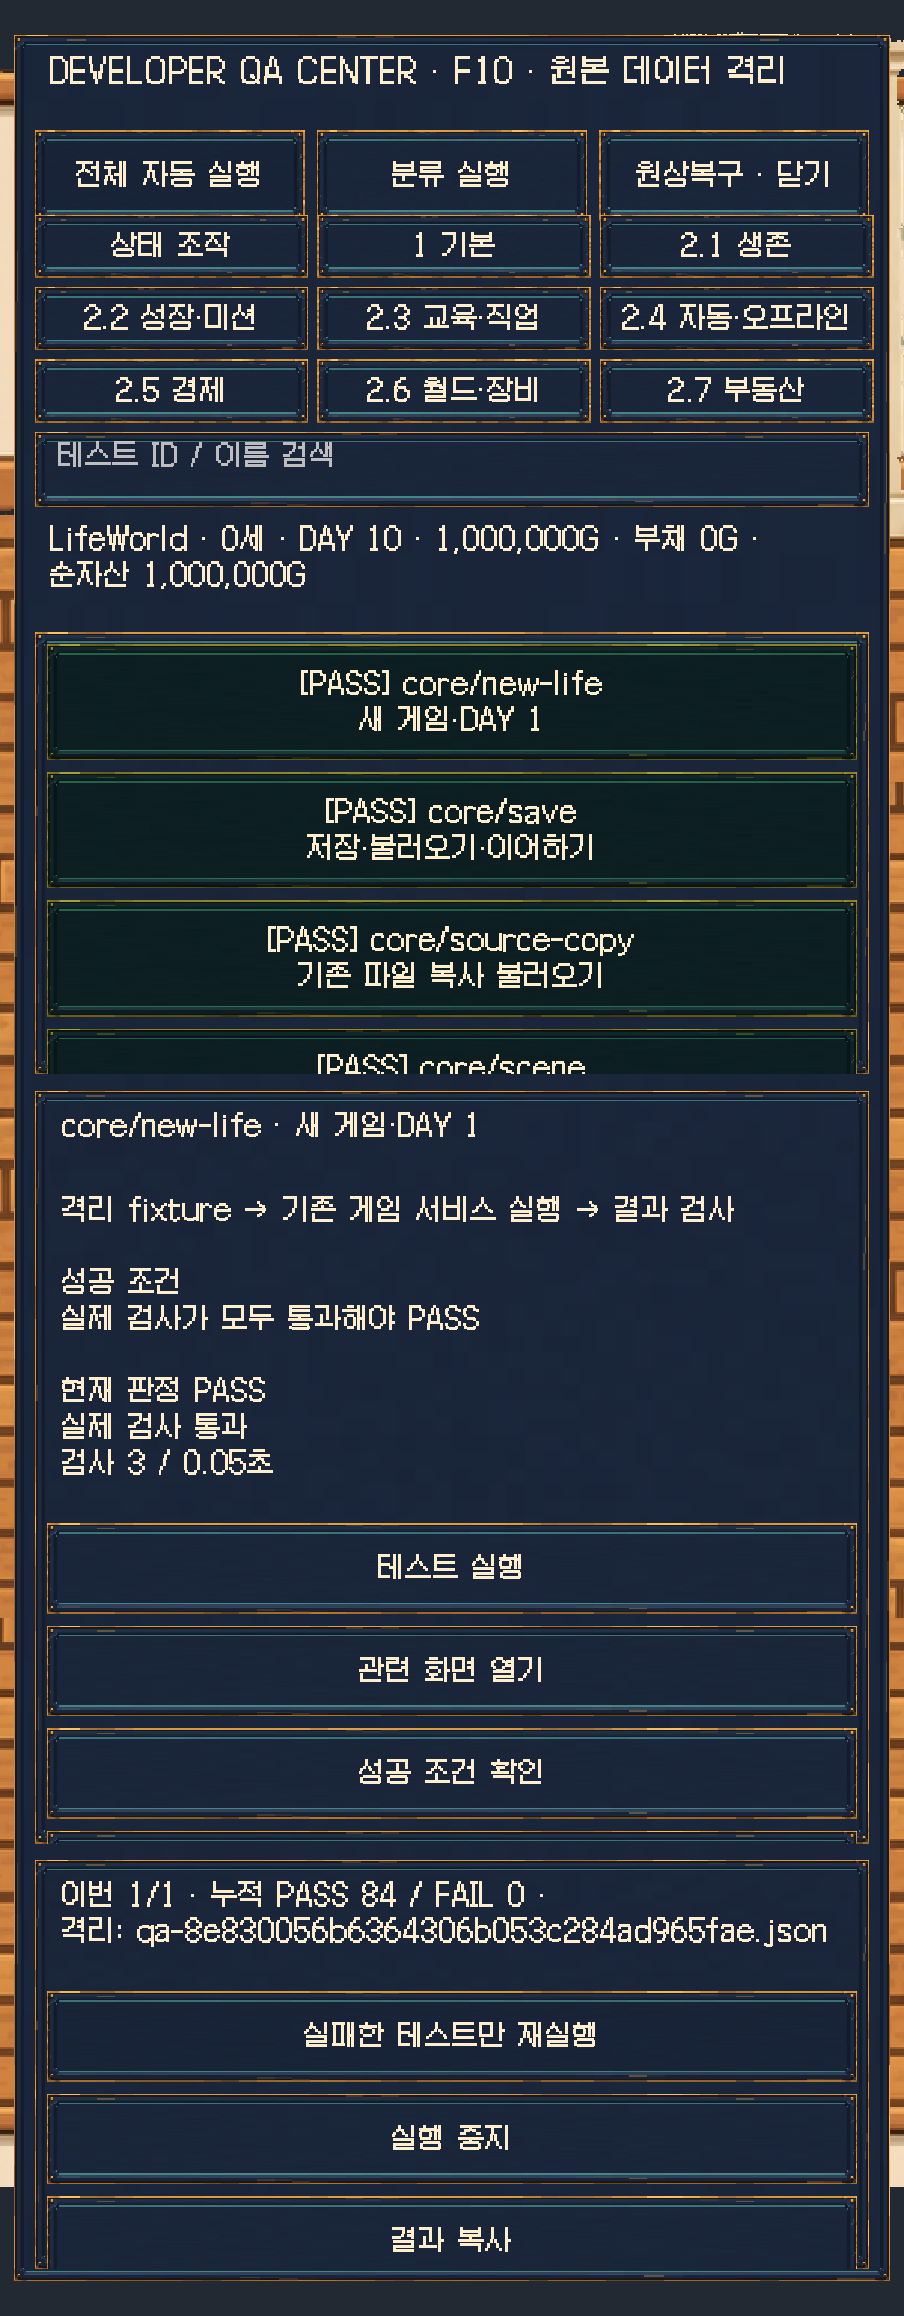 DEVELOPER QA CENTER · F10 · 원본 데이터 격리
전체 자동 실행
분류 실행
원상복구 · 닫기
상태 조작
1 기본
2.1 생존
2.2 성장·미션
2.3 교육·직업
2.4 자동·오프라인
2.5 경제
2.6 월드·장비
2.7 부동산
테스트 ID / 이름 검색
LifeWorld · 0세 · DAY 10 · 1,000,000G · 부채 0G ·
순자산 1,000,000G
[PASS] core/new-life
새 게임·DAY 1
[PASS] core/save
저장·불러오기·이어하기
[PASS] core/source-copy
기존 파일 복사 불러오기
[PASS] core/scene
core/new-life · 새 게임·DAY 1
격리 fixture → 기존 게임 서비스 실행 → 결과 검사
성공 조건
실제 검사가 모두 통과해야 PASS
현재 판정 PASS
실제 검사 통과
검사 3 / 0.05초
테스트 실행
관련 화면 열기
성공 조건 확인
이번 1/1 · 누적 PASS 84 / FAIL 0 ·
격리: qa-8e830056b6364306b053c284ad965fae.json
실패한 테스트만 재실행
실행 중지
결과 복사